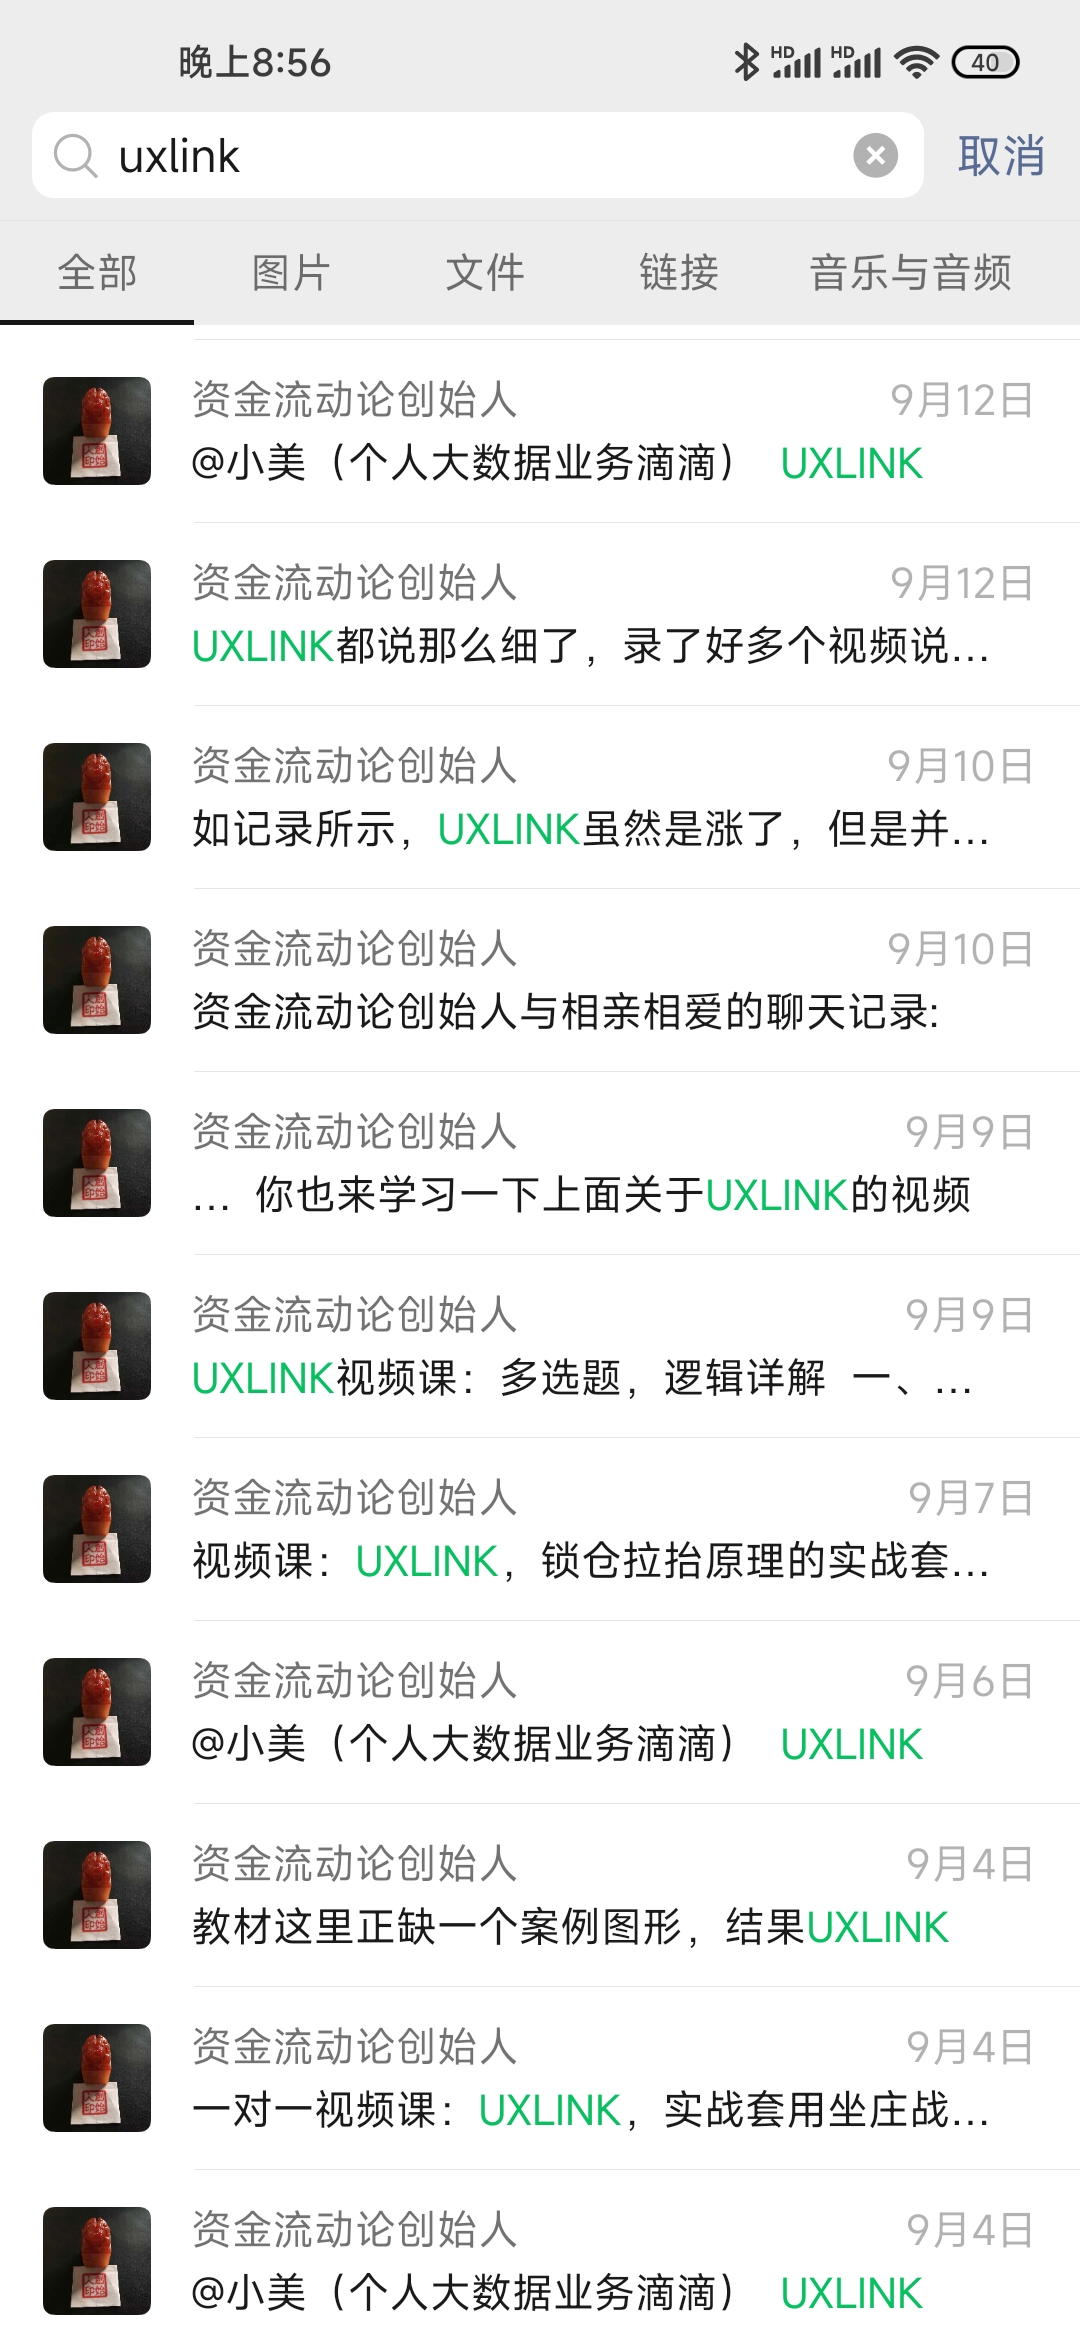 晚上8:56
HD HD 40
uxlink
取消
全部 图片 文件 链接 音乐与音频
资金流动论创始人 9月12日
@小美（个人大数据业务滴滴） UXLINK
资金流动论创始人 9月12日
UXLINK都说那么细了，录了好多个视频说...
资金流动论创始人 9月10日
如记录所示，UXLINK虽然是涨了，但是并...
资金流动论创始人 9月10日
资金流动论创始人与相亲相爱的聊天记录:
资金流动论创始人 9月9日
... 你也来学习一下上面关于UXLINK的视频
资金流动论创始人 9月9日
UXLINK视频课：多选题，逻辑详解 一、...
资金流动论创始人 9月7日
视频课：UXLINK，锁仓拉抬原理的实战套...
资金流动论创始人 9月6日
@小美（个人大数据业务滴滴） UXLINK
资金流动论创始人 9月4日
教材这里正缺一个案例图形，结果UXLINK
资金流动论创始人 9月4日
一对一视频课：UXLINK，实战套用坐庄战...
资金流动论创始人 9月4日
@小美（个人大数据业务滴滴） UXLINK